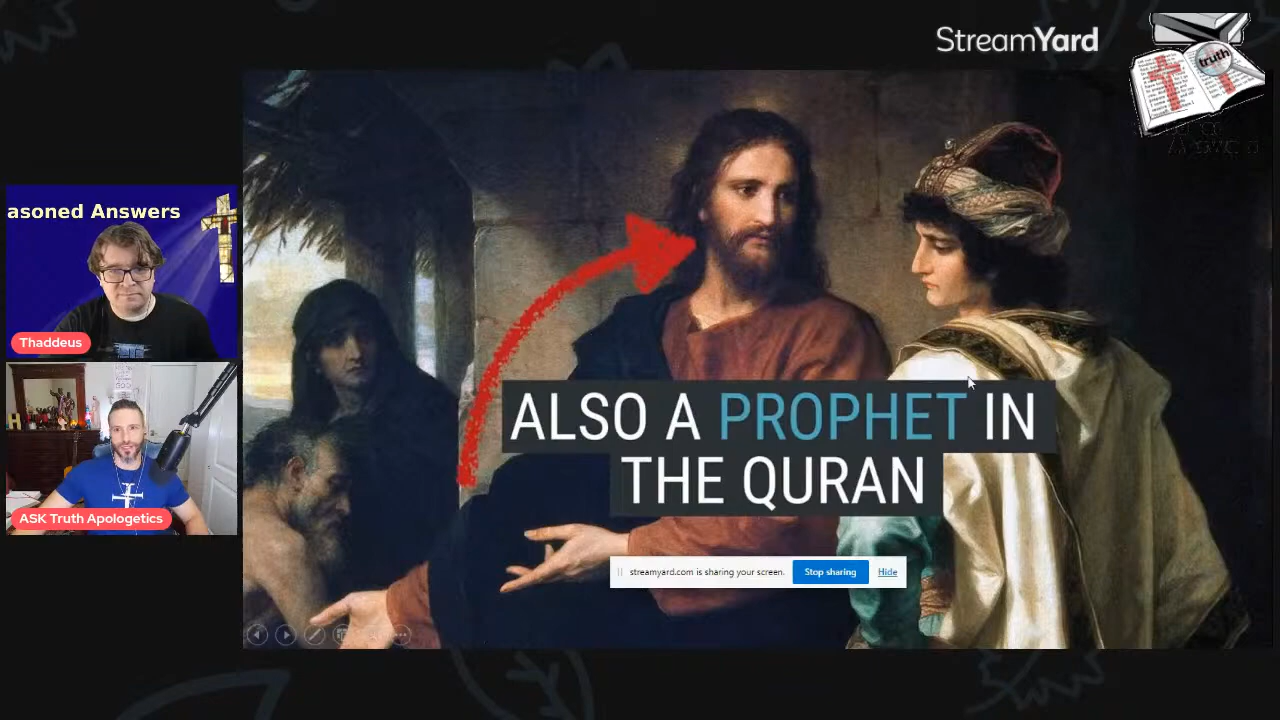 StreamYard
truth
asoned Answers
Thaddeus
ASK Truth Apologetics
ALSO A PROPHET IN
THE QURAN
streamyard.com is sharing your screen.
Stop sharing
Hide